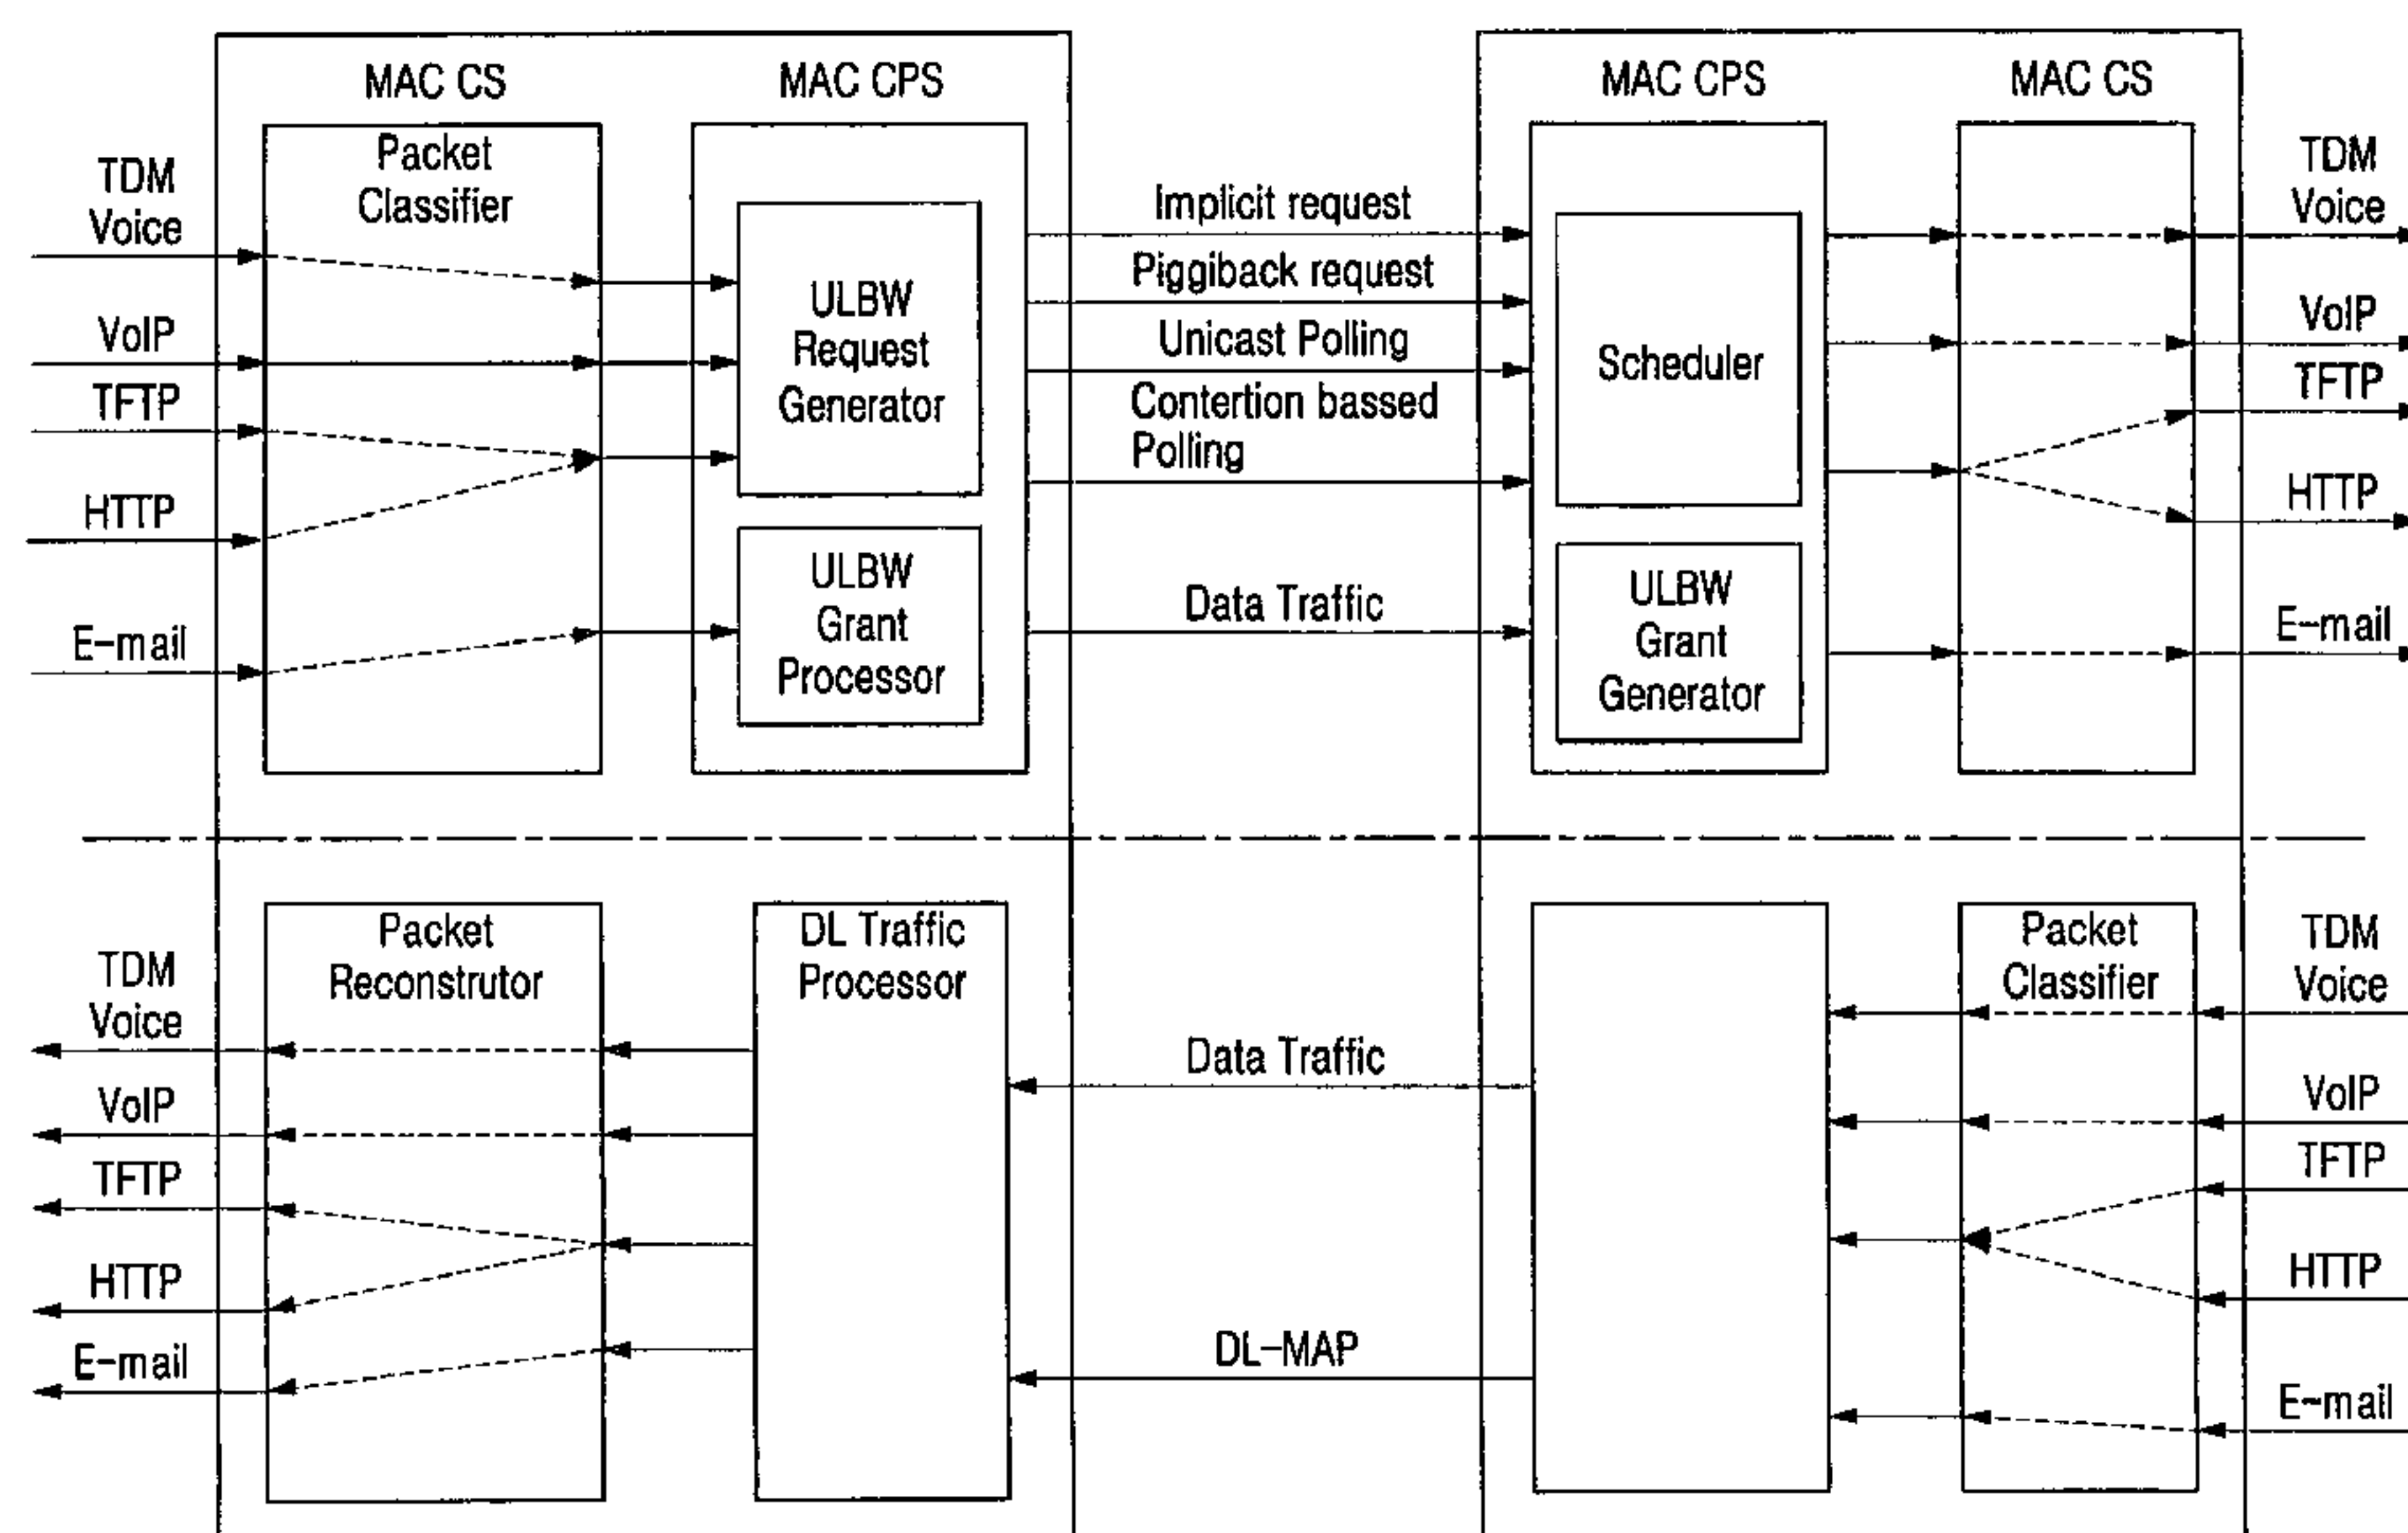 MAC CS
MAC CPS
MAC CPS
MAC CS
TDM
Voice
VoIP
TFTP
HTTP
E-mail
Packet
Classifier
ULBW
Request
Generator
ULBW
Grant
Processor
Implicit request
Piggiback request
Unicast Polling
Contertion bassed
Polling
Data Traffic
Scheduler
ULBW
Grant
Generator
TDM
Voice
VoIP
TFTP
HTTP
E-mail
TDM
Voice
VoIP
TFTP
HTTP
E-mail
Packet
Reconstrutor
DL Traffic
Processor
Data Traffic
DL-MAP
Packet
Classifier
TDM
Voice
VoIP
TFTP
HTTP
E-mail